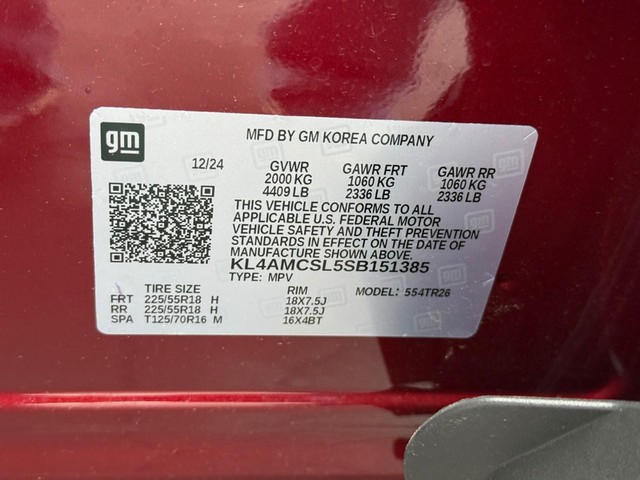 gm
MFD BY GM KOREA COMPANY
12/24 GVWR GAWR FRT GAWR RR
2000 KG 1060 KG 1060 KG
4409 LB 2336 LB 2336 LB
THIS VEHICLE CONFORMS TO ALL
APPLICABLE U.S. FEDERAL MOTOR
VEHICLE SAFETY AND THEFT PREVENTION
STANDARDS IN EFFECT ON THE DATE OF
MANUFACTURE SHOWN ABOVE.
KL4AMCSL5SB151385
TYPE: MPV
TIRE SIZE RIM MODEL: 554TR26
FRT 225/55R18 H 18X7.5J
RR 225/55R18 H 18X7.5J
SPA T125/70R16 M 16X4BT